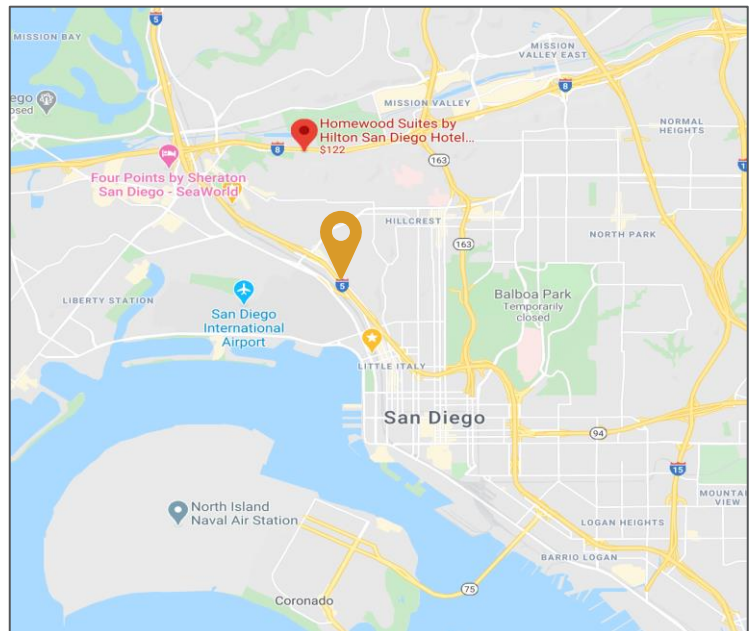 5
MISSION BAY
MISSION
VALLEY EAST
ego
osed
8
MISSION VALLEY
Homewood Suites by
Hilton San Diego Hotel...
$122
8
163
NORMAL
HEIGHTS
15
Four Points by Sheraton
San Diego - SeaWorld
HILLCREST
163
NORTH PARK
5
LIBERTY STATION
San Diego
International
Airport
Balboa Park
Temporarily
closed
LITTLE ITALY
San Diego
94
15
MOUNTA
VIEW
North Island
Naval Air Station
LOGAN HEIGHTS
BARRIO LOGAN
75
Coronado